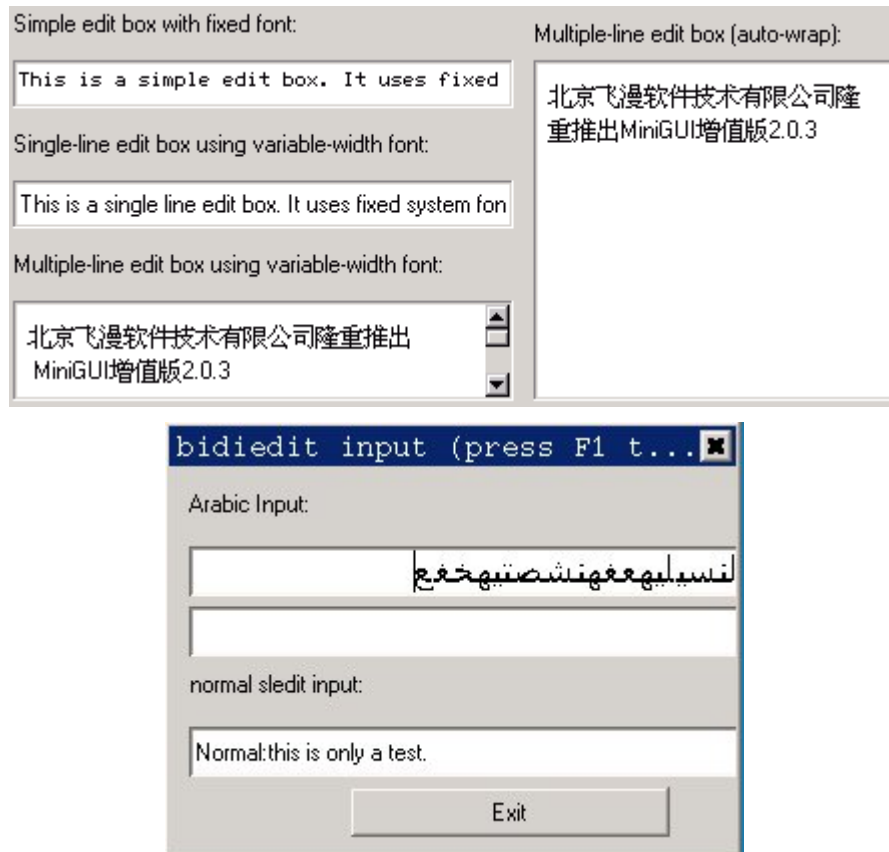 Simple edit box with fixed font:
This is a simple edit box. It uses fixed
Single-line edit box using variable-width font:
This is a single line edit box. It uses fixed system fon
Multiple-line edit box using variable-width font:
北京飞漫软件技术有限公司隆重推出
MiniGUI增值版2.0.3
Multiple-line edit box (auto-wrap):
北京飞漫软件技术有限公司隆
重推出MiniGUI增值版2.0.3
bidiedit input (press F1 t...
Arabic Input:
normal sledit input:
Normal:this is only a test.
Exit